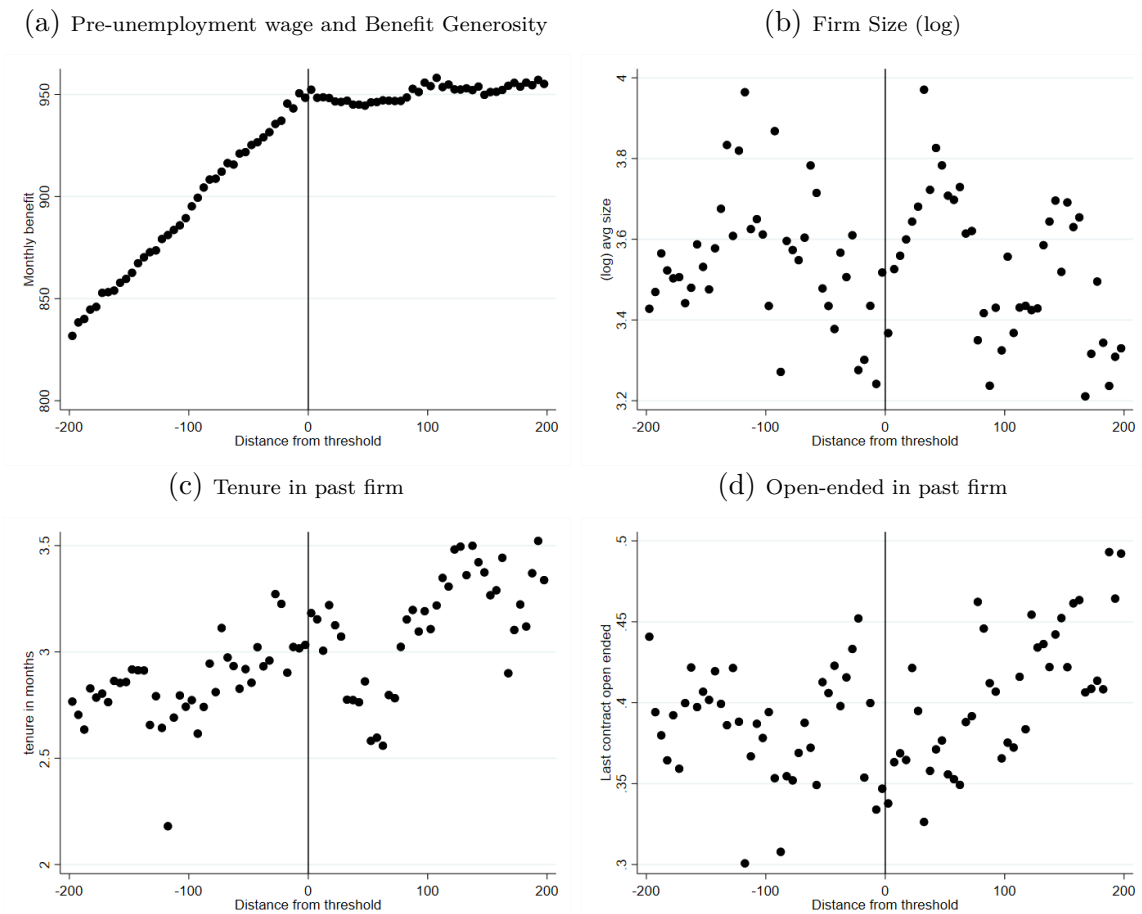 (a) Pre-unemployment wage and Benefit Generosity
Monthly benefit
950
900
850
800
-200 -100 0 100 200
Distance from threshold
(b) Firm Size (log)
(log) avg size
4
3.8
3.6
3.4
3.2
-200 -100 0 100 200
Distance from threshold
(c) Tenure in past firm
tenure in months
3.5
3
2.5
2
-200 -100 0 100 200
Distance from threshold
(d) Open-ended in past firm
Last contract open ended
.5
.45
.4
.35
.3
-200 -100 0 100 200
Distance from threshold